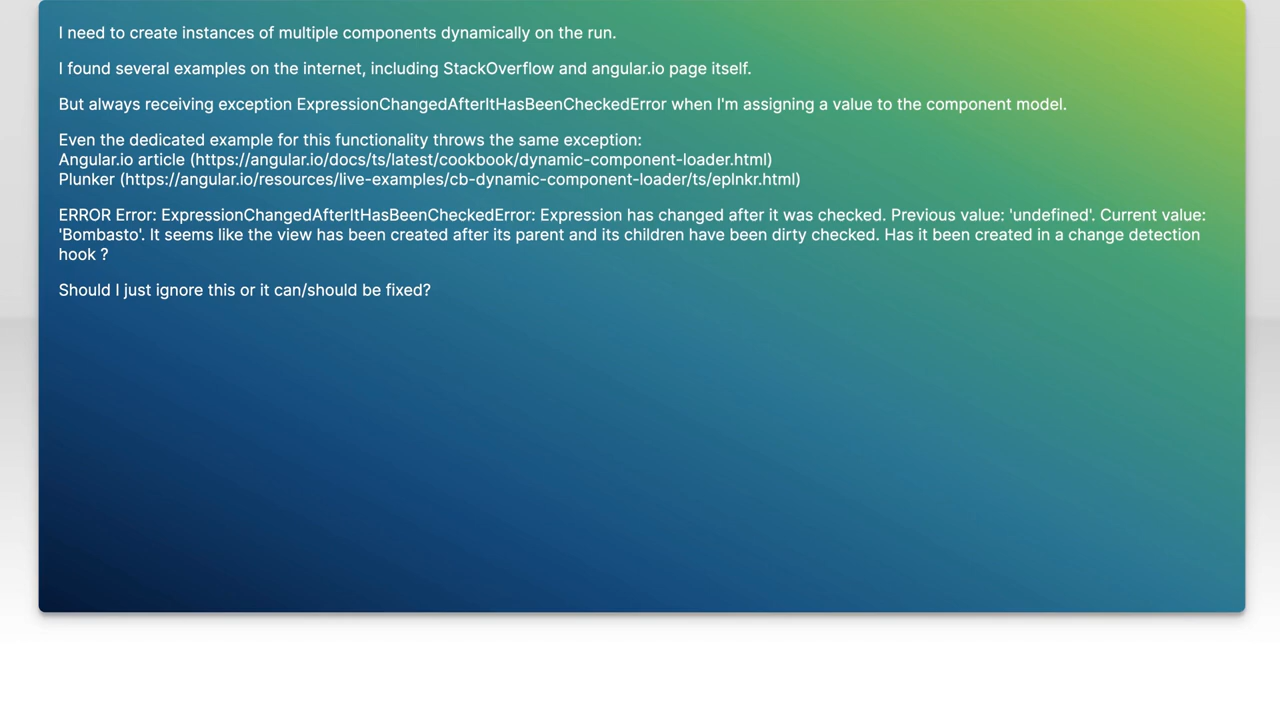 I need to create instances of multiple components dynamically on the run.
I found several examples on the internet, including StackOverflow and angular.io page itself.
But always receiving exception ExpressionChangedAfterItHasBeenCheckedError when I'm assigning a value to the component model.
Even the dedicated example for this functionality throws the same exception:
Angular.io article (https://angular.io/docs/ts/latest/cookbook/dynamic-component-loader.html)
Plunker (https://angular.io/resources/live-examples/cb-dynamic-component-loader/ts/eplnkr.html)
ERROR Error: ExpressionChangedAfterItHasBeenCheckedError: Expression has changed after it was checked. Previous value: 'undefined'. Current value:
'Bombasto'. It seems like the view has been created after its parent and its children have been dirty checked. Has it been created in a change detection
hook ?
Should I just ignore this or it can/should be fixed?